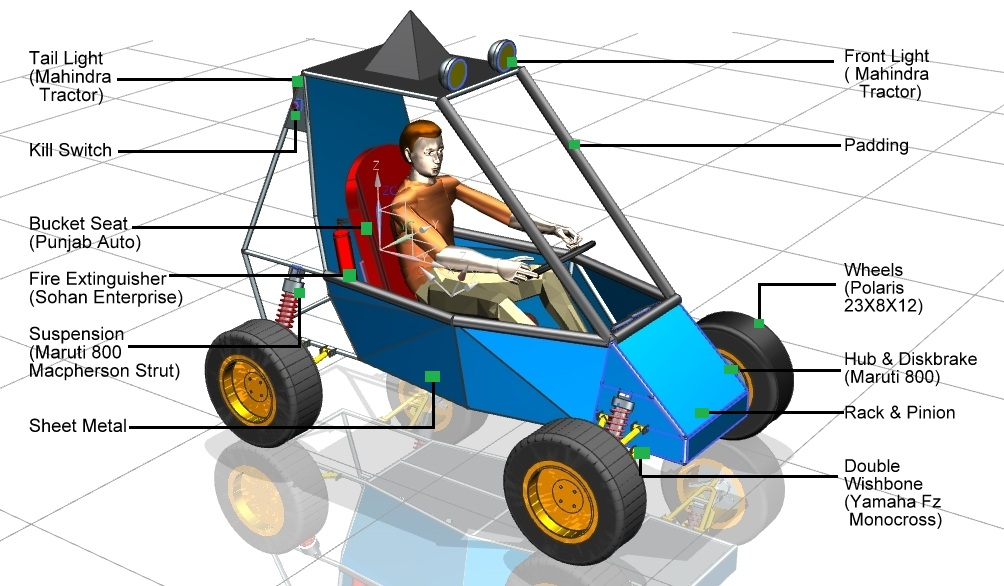 Tail Light
(Mahindra
Tractor)
Kill Switch
Bucket Seat
(Punjab Auto)
Fire Extinguisher
(Sohan Enterprise)
Suspension
(Maruti 800
Macpherson Strut)
Sheet Metal
Front Light
( Mahindra
Tractor)
Padding
Wheels
(Polaris
23X8X12)
Hub & Diskbrake
(Maruti 800)
Rack & Pinion
Double
Wishbone
(Yamaha Fz
Monocross)
Z